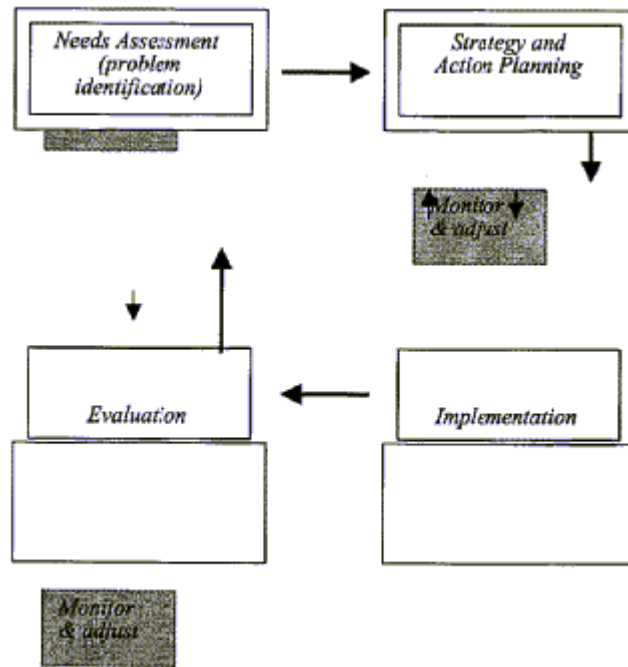 Needs Assessment
(problem
identification)
Strategy and
Action Planning
Monitor
& adjust
Evaluation
Implementation
Monitor
& adjust